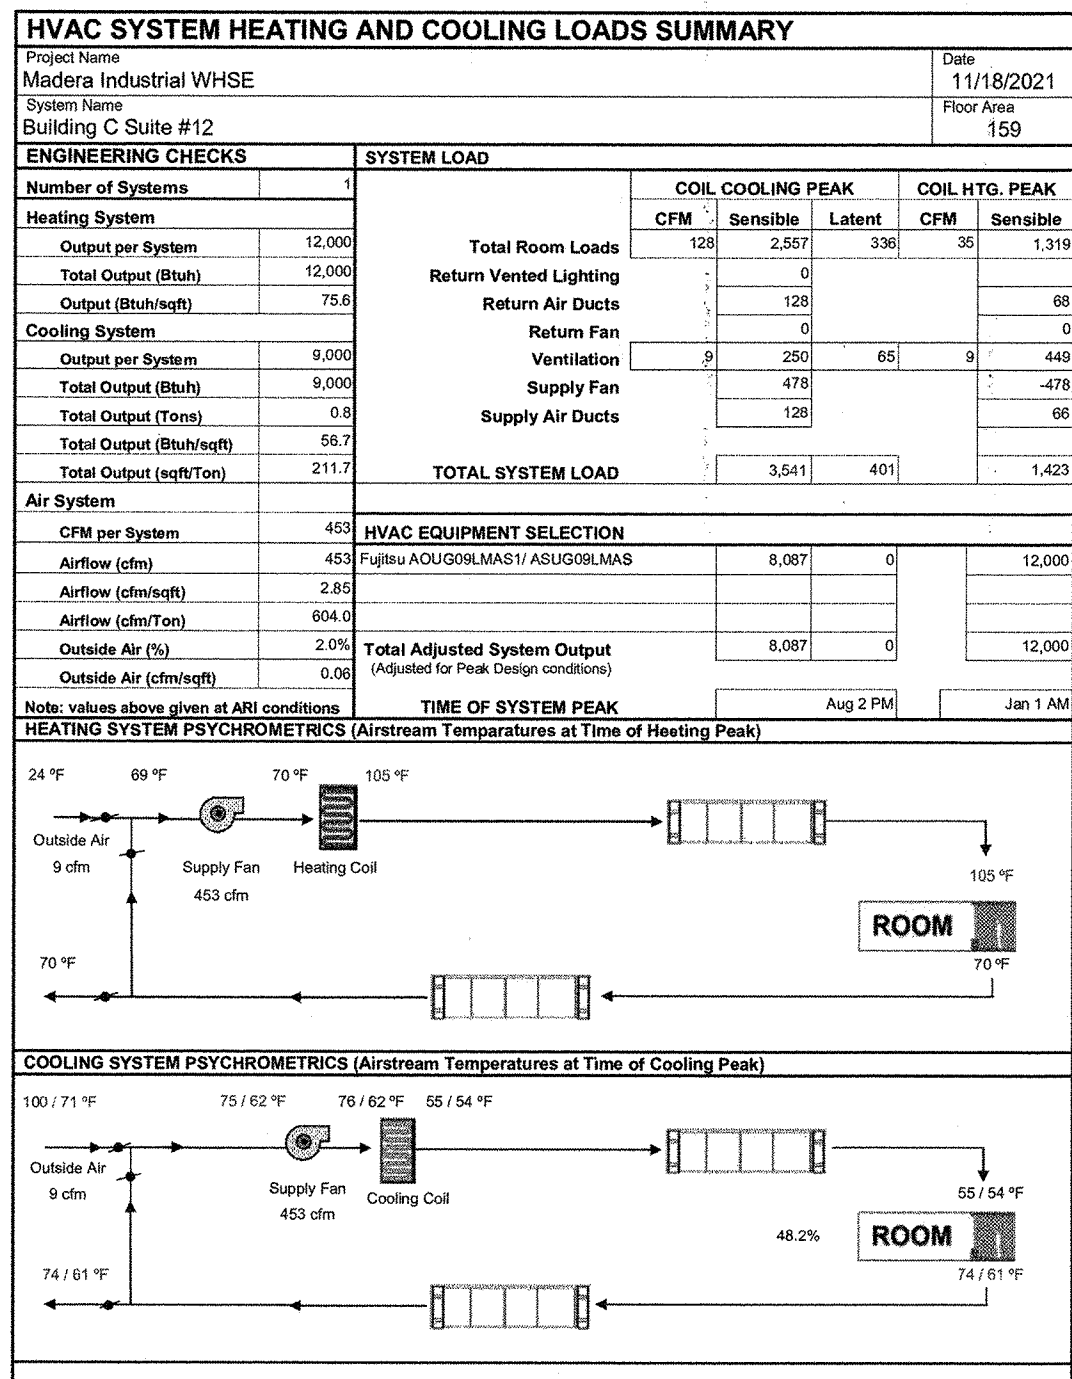 HVAC SYSTEM HEATING AND COOLING LOADS SUMMARY
Project Name
Madera Industrial WHSE
Date
11/18/2021
System Name
Building C Suite #12
Floor Area
159
ENGINEERING CHECKS
SYSTEM LOAD
Number of Systems 1
COIL COOLING PEAK COIL HTG. PEAK
Heating System
CFM Sensible Latent CFM Sensible
Output per System 12,000
Total Room Loads 128 2,557 336 35 1,319
Total Output (Btuh) 12,000
Return Vented Lighting 0
Output (Btuh/sqft) 75.6
Return Air Ducts 128 68
Cooling System
Return Fan 0 0
Output per System 9,000
Ventilation 9 250 65 9 449
Total Output (Btuh) 9,000
Supply Fan 478 -478
Total Output (Tons) 0.8
Supply Air Ducts 128 66
Total Output (Btuh/sqft) 56.7
Total Output (sqft/Ton) 211.7
TOTAL SYSTEM LOAD 3,541 401 1,423
Air System
CFM per System 453
HVAC EQUIPMENT SELECTION
Airflow (cfm) 453
Fujitsu AOUG09LMAS1/ ASUG09LMAS 8,087 0 12,000
Airflow (cfm/sqft) 2.85
Airflow (cfm/Ton) 604.0
Outside Air (%) 2.0%
Total Adjusted System Output 8,087 0 12,000
(Adjusted for Peak Design conditions)
Outside Air (cfm/sqft) 0.06
Note: values above given at ARI conditions
TIME OF SYSTEM PEAK Aug 2 PM Jan 1 AM
HEATING SYSTEM PSYCHROMETRICS (Airstream Temparatures at TIme of Heeting Peak)
24 °F 69 °F 70 °F 105 °F
Outside Air
9 cfm
Supply Fan
453 cfm
Heating Coil
105 °F
ROOM
70 °F
70 °F
COOLING SYSTEM PSYCHROMETRICS (Airstream Temperatures at Time of Cooling Peak)
100 / 71 °F 75 / 62 °F 76 / 62 °F 55 / 54 °F
Outside Air
9 cfm
Supply Fan
453 cfm
Cooling Coil
55 / 54 °F
48.2%
ROOM
74 / 61 °F
74 / 61 °F